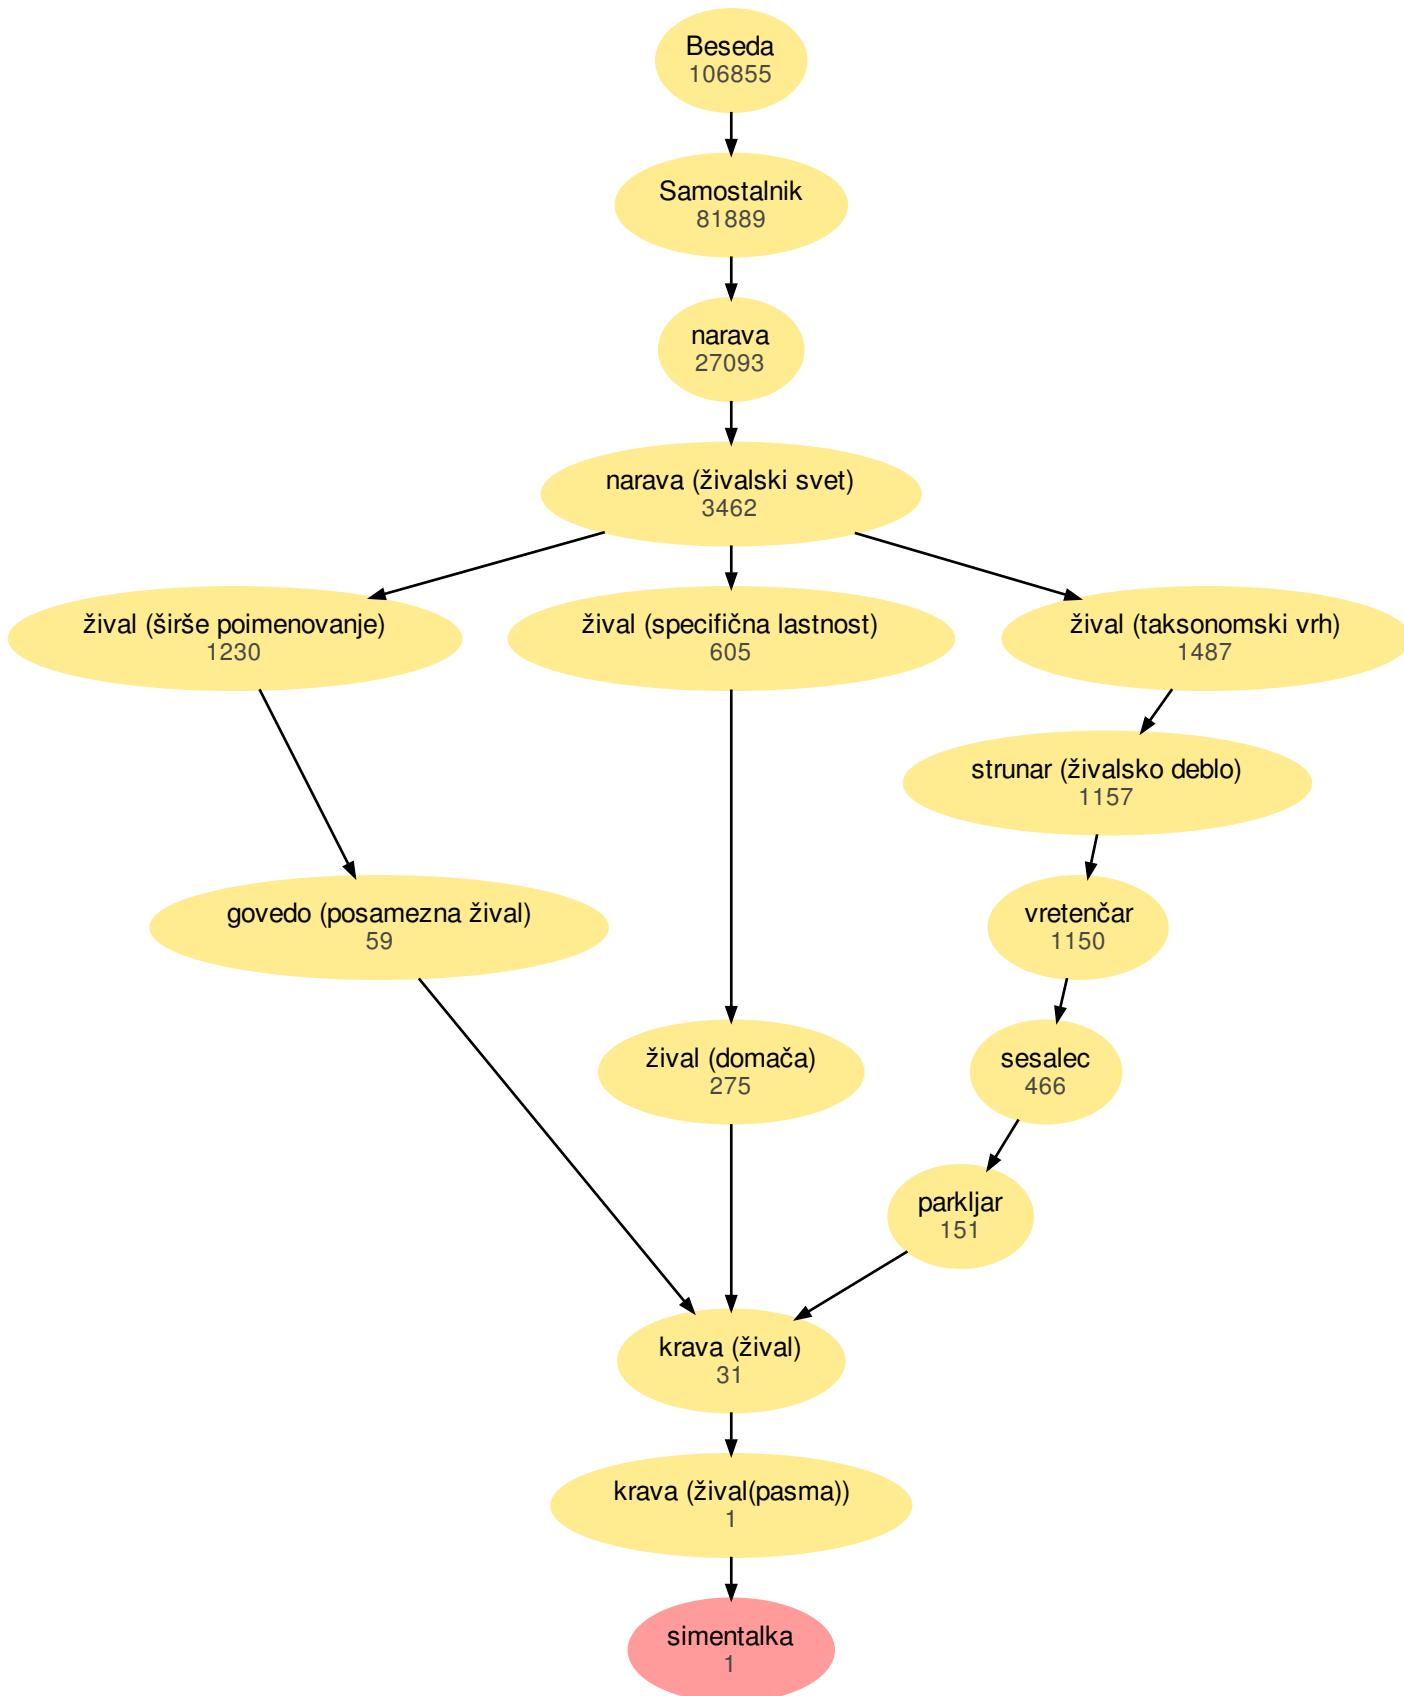 Beseda
106855
Samostalnik
81889
narava
27093
narava (živalski svet)
3462
žival (širše poimenovanje)
1230
žival (specifična lastnost)
605
žival (taksonomski vrh)
1487
strunar (živalsko deblo)
1157
govedo (posamezna žival)
59
vretenčar
1150
žival (domača)
275
sesalec
466
parkljar
151
krava (žival)
31
krava (žival(pasma))
1
simentalka
1